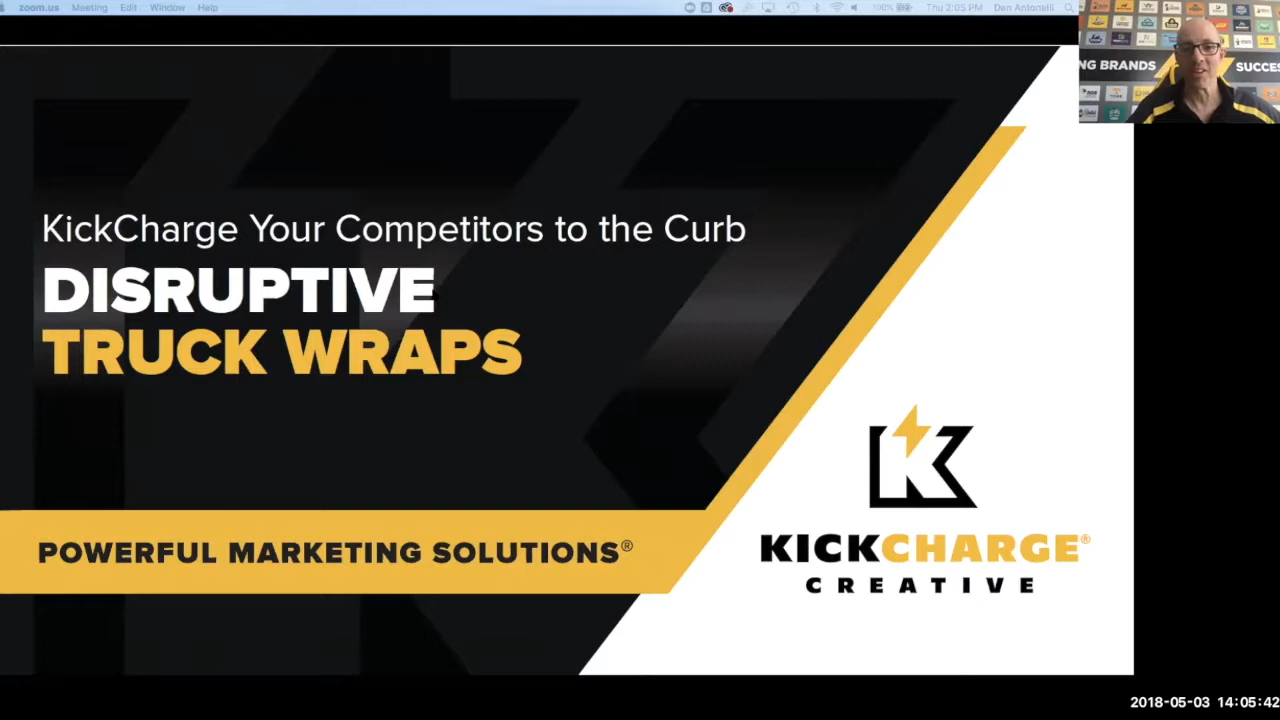 zoom.us Meeting Edit Window Help 100% Thu 2:05 PM Den Antonelli
NG BRANDS SUCCES
KickCharge Your Competitors to the Curb
DISRUPTIVE
TRUCK WRAPS
POWERFUL MARKETING SOLUTIONS®
K
KICKCHARGE®
CREATIVE
2018-05-03 14:05:42